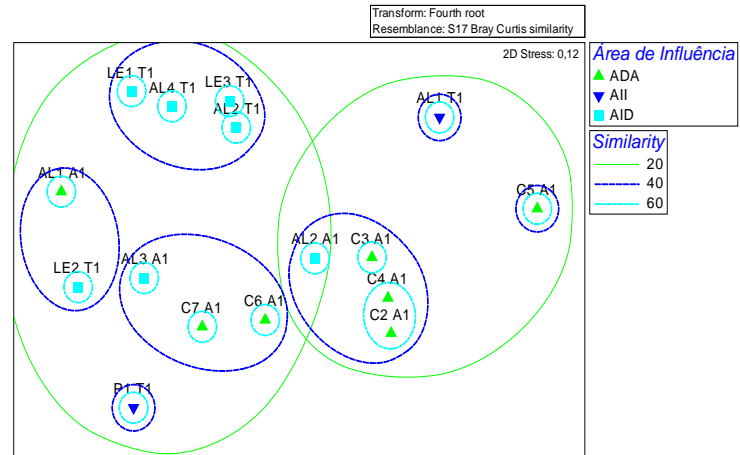 Transform: Fourth root
Resemblance: S17 Bray Curtis similarity
2D Stress: 0,12
Área de Influência
ADA
AII
AID
Similarity
20
40
60
LE1 T1
AL4 T1
LE3 T1
AL2 T1
AL1 T1
AL1 A1
C5 A1
LE2 T1
AL3 A1
AL2 A1
C3 A1
C4 A1
C7 A1
C6 A1
C2 A1
P1 T1